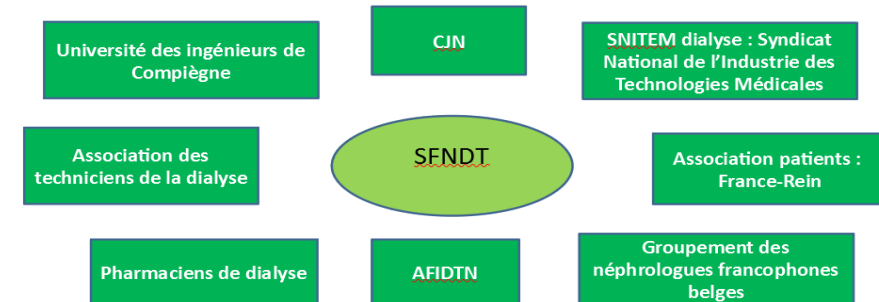 Université des ingénieurs de
Compiègne
CJN
SNITEM dialyse : Syndicat
National de l’Industrie des
Technologies Médicales
Association des
techniciens de la dialyse
SFNDT
Association patients :
France-Rein
Pharmaciens de dialyse
AFIDTN
Groupement des
néphrologues francophones
belges